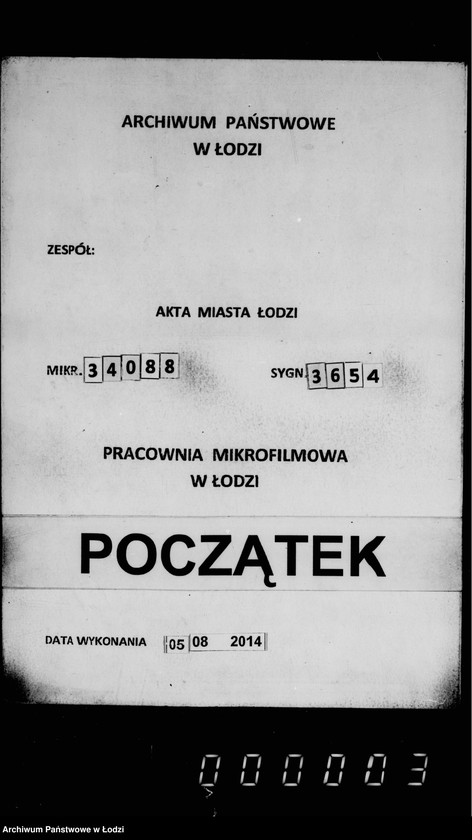 ARCHIWUM PAŃSTWOWE
W ŁODZI
ZESPÓŁ:
AKTA MIASTA ŁODZI
MIKR. 34088 SYGN. 3654
PRACOWNIA MIKROFILMOWA
W ŁODZI
POCZĄTEK
DATA WYKONANIA 05 08 2014
000003
Archiwum Państwowe w Łodzi